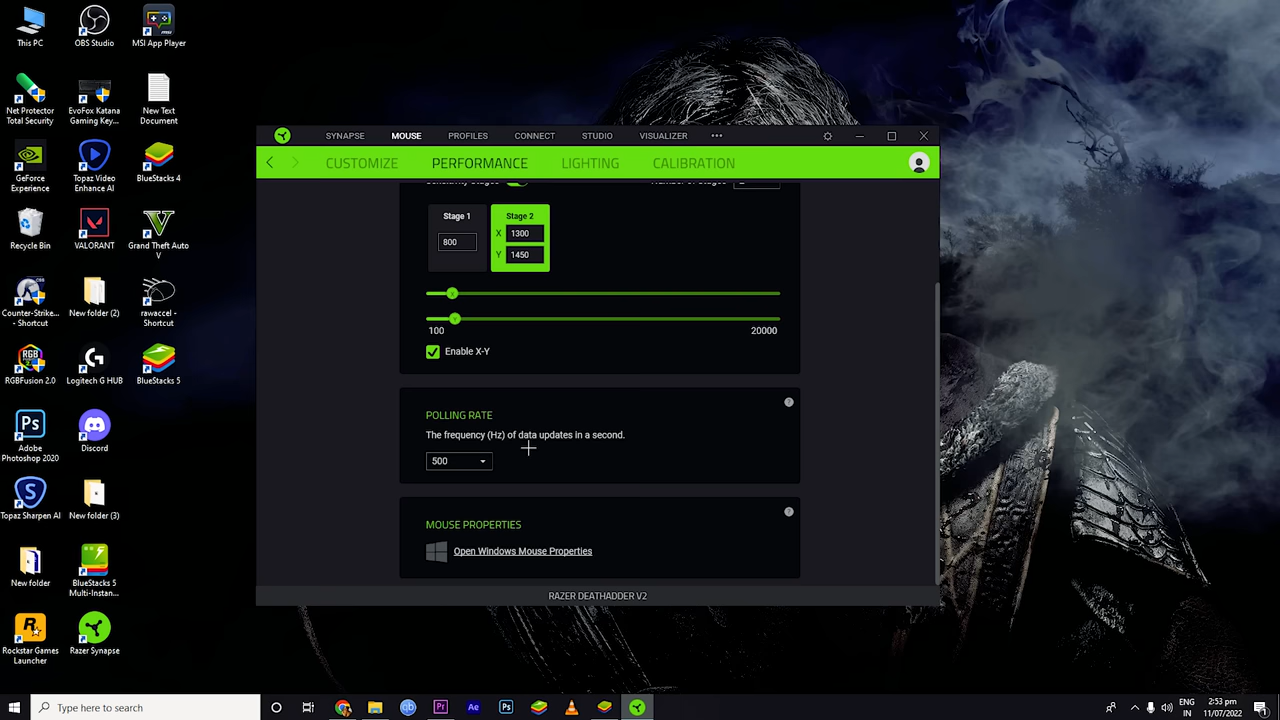 This PC
OBS Studio
MSI App Player
Net Protector
Total Security
EvoFox Katana
Gaming Key...
New Text
Document
GeForce
Experience
Topaz Video
Enhance AI
BlueStacks 4
Recycle Bin
VALORANT
Grand Theft Auto
V
Counter-Strike...
- Shortcut
New folder (2)
rawaccel -
Shortcut
RGBFusion 2.0
Logitech G HUB
BlueStacks 5
Adobe
Photoshop 2020
Discord
Topaz Sharpen AI
New folder (3)
New folder
BlueStacks 5
Multi-Instan...
Rockstar Games
Launcher
Razer Synapse
SYNAPSE MOUSE PROFILES CONNECT STUDIO VISUALIZER
CUSTOMIZE PERFORMANCE LIGHTING CALIBRATION
Sensitivity Stages Number of Stages
Stage 1 Stage 2
X 1300
800
Y 1450
100 20000
Enable X-Y
POLLING RATE
The frequency (Hz) of data updates in a second.
500
MOUSE PROPERTIES
Open Windows Mouse Properties
RAZER DEATHADDER V2
Type here to search
ENG
IN
2:53 PM
11/07/2022